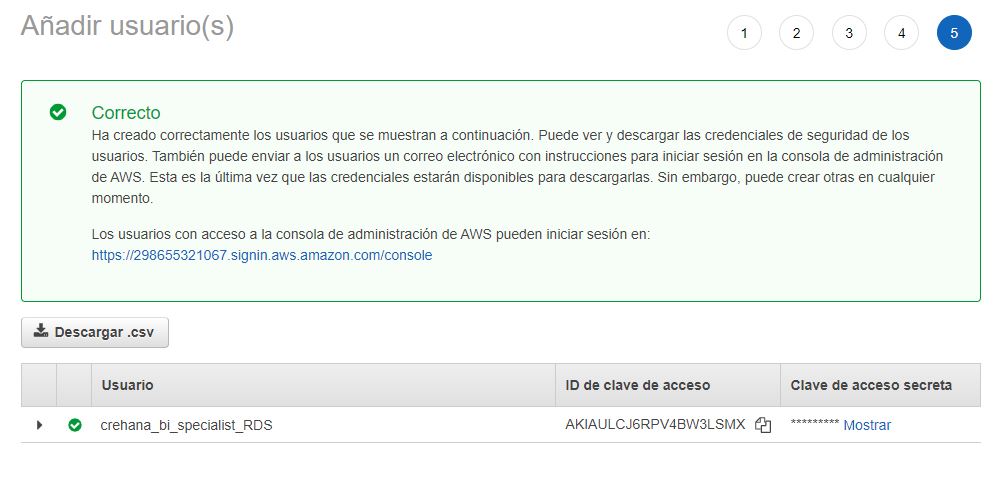 Añadir usuario(s)
1 2 3 4 5
Correcto
Ha creado correctamente los usuarios que se muestran a continuación. Puede ver y descargar las credenciales de seguridad de los
usuarios. También puede enviar a los usuarios un correo electrónico con instrucciones para iniciar sesión en la consola de administración
de AWS. Esta es la última vez que las credenciales estarán disponibles para descargarlas. Sin embargo, puede crear otras en cualquier
momento.
Los usuarios con acceso a la consola de administración de AWS pueden iniciar sesión en:
https://298655321067.signin.aws.amazon.com/console
Descargar .csv
Usuario ID de clave de acceso Clave de acceso secreta
crehana_bi_specialist_RDS AKIAULCJ6RPV4BW3LSMX ********* Mostrar